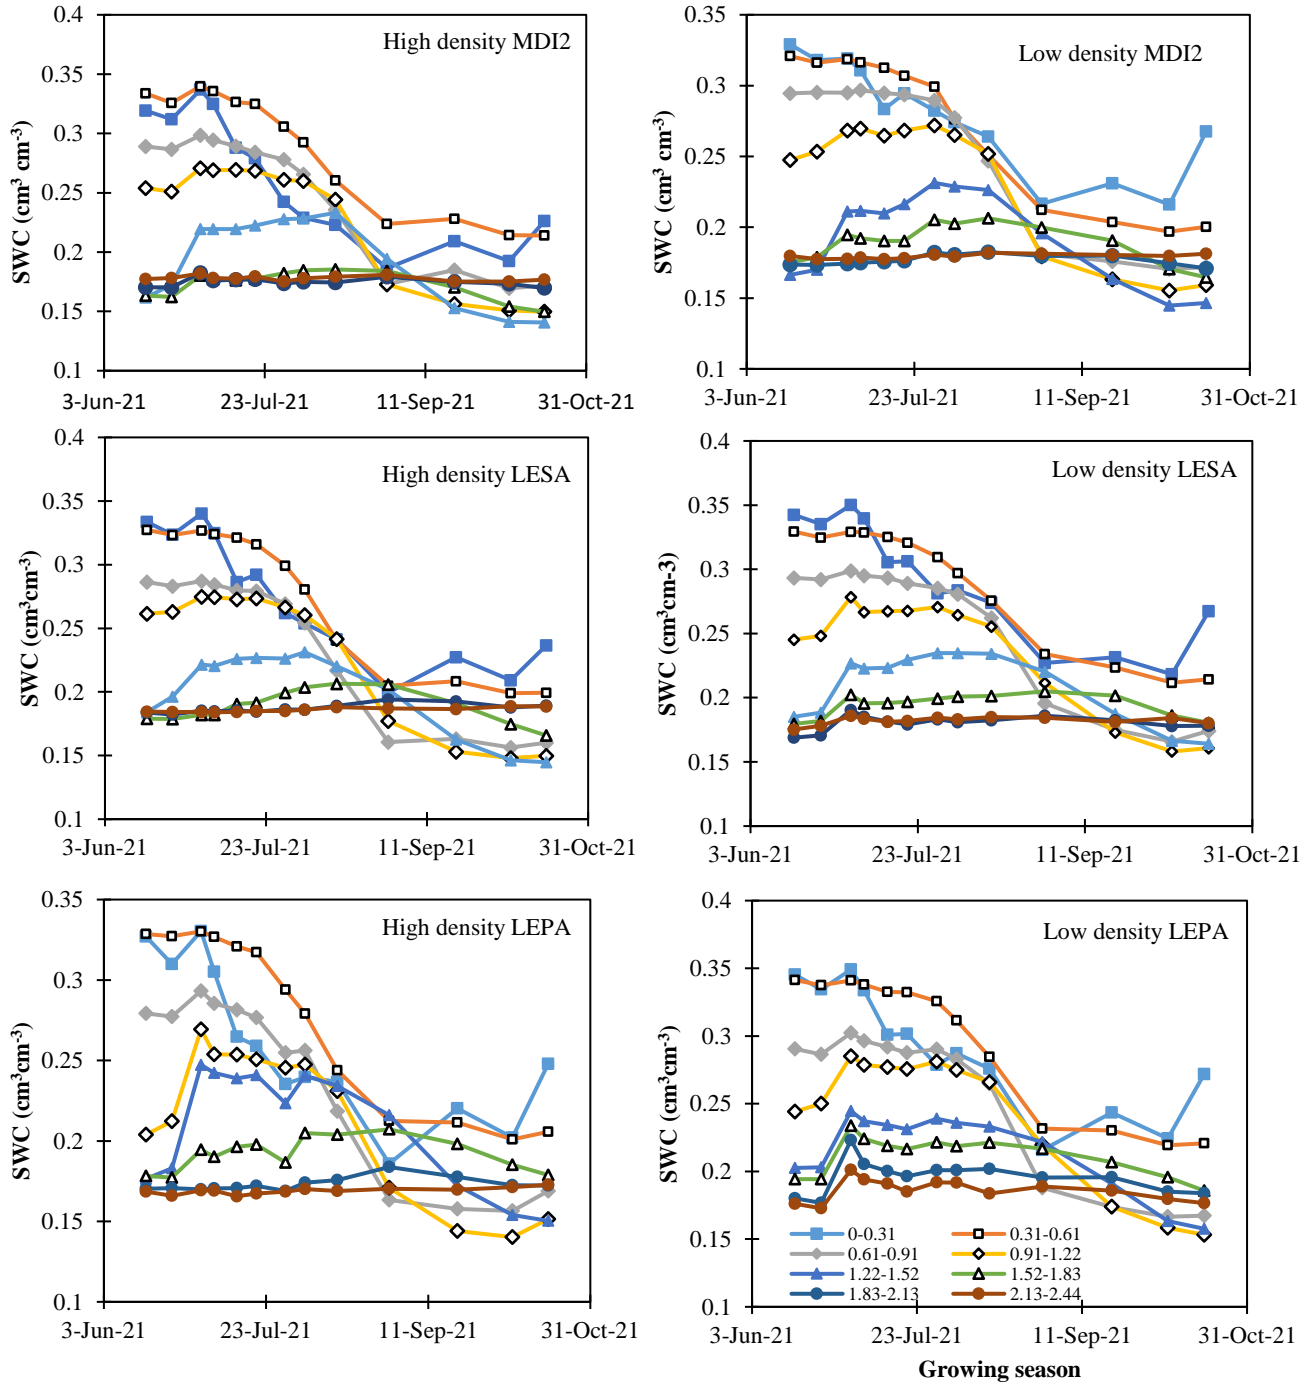 High density MDI2
SWC (cm³ cm⁻³)
0.4
0.35
0.3
0.25
0.2
0.15
0.1
3-Jun-21 23-Jul-21 11-Sep-21 31-Oct-21
Low density MDI2
SWC (cm³ cm⁻³)
0.35
0.3
0.25
0.2
0.15
0.1
3-Jun-21 23-Jul-21 11-Sep-21 31-Oct-21
High density LESA
SWC (cm³cm⁻³)
0.4
0.35
0.3
0.25
0.2
0.15
0.1
3-Jun-21 23-Jul-21 11-Sep-21 31-Oct-21
Low density LESA
SWC (cm³cm-3)
0.4
0.35
0.3
0.25
0.2
0.15
0.1
3-Jun-21 23-Jul-21 11-Sep-21 31-Oct-21
High density LEPA
SWC (cm³cm⁻³)
0.35
0.3
0.25
0.2
0.15
0.1
3-Jun-21 23-Jul-21 11-Sep-21 31-Oct-21
Low density LEPA
SWC (cm³cm⁻³)
0.4
0.35
0.3
0.25
0.2
0.15
0.1
0-0.31 0.31-0.61
0.61-0.91 0.91-1.22
1.22-1.52 1.52-1.83
1.83-2.13 2.13-2.44
3-Jun-21 23-Jul-21 11-Sep-21 31-Oct-21
Growing season